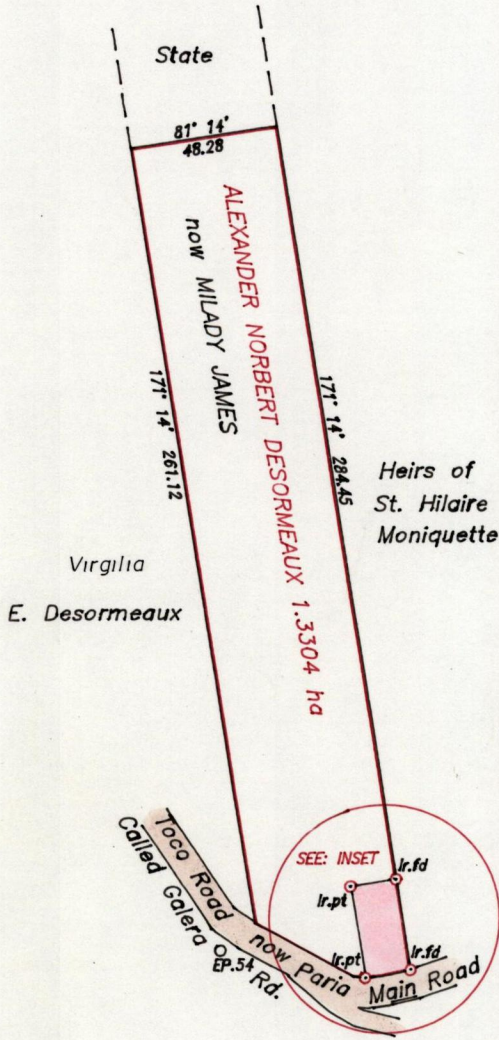 State
81° 14'
48.28
ALEXANDER NORBERT DESORMEAUX 1.3304 ha
now MILADY JAMES
171° 14' 261.12
171° 14' 284.45
Heirs of
St. Hilaire
Moniquette
Virgilia
E. Desormeaux
SEE: INSET
Ir.fd
Ir.pt
Toco Road now Paria Main Road
Called Galera Rd.
EP.54
Ir.pt
Ir.fd